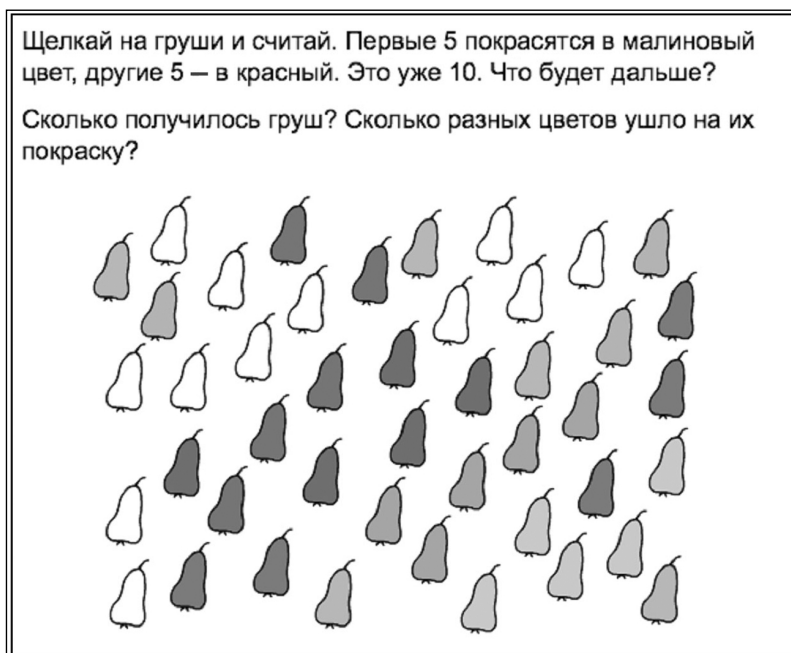 Щелкай на груши и считай. Первые 5 покрасятся в малиновый
цвет, другие 5 — в красный. Это уже 10. Что будет дальше?
Сколько получилось груш? Сколько разных цветов ушло на их
покраску?